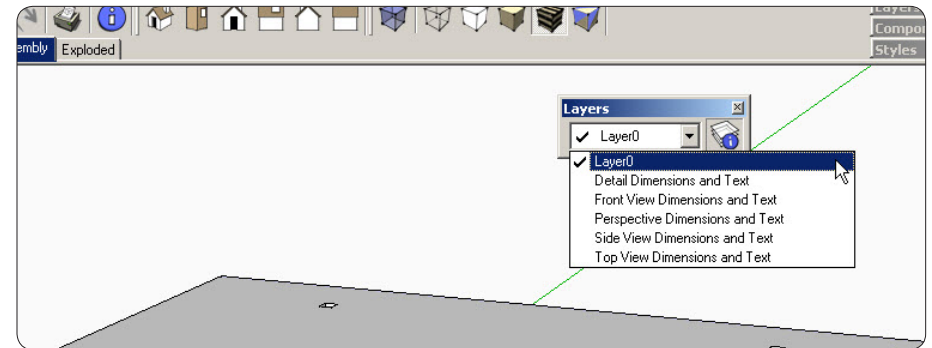 Layers
Compo
embly Exploded
Styles
Layers
Layer0
Layer0
Detail Dimensions and Text
Front View Dimensions and Text
Perspective Dimensions and Text
Side View Dimensions and Text
Top View Dimensions and Text